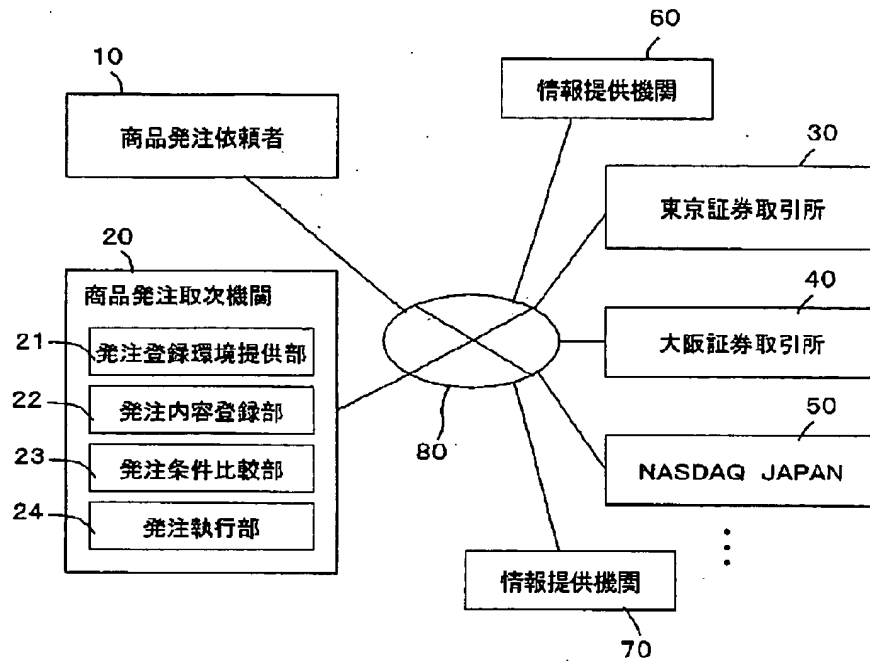 10
商品発注依頼者
20
商品発注取次機関
21
発注登録環境提供部
22
発注内容登録部
23
発注条件比較部
24
発注執行部
60
情報提供機関
30
東京証券取引所
40
大阪証券取引所
50
NASDAQ JAPAN
80
情報提供機関
70